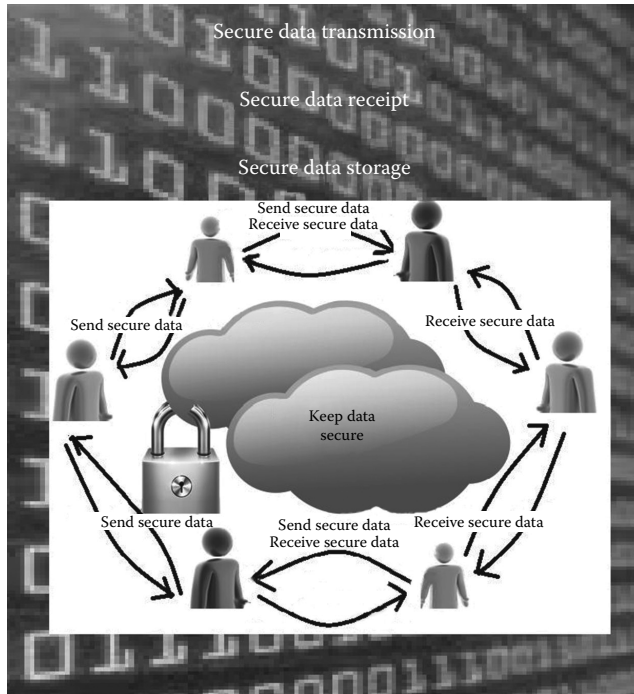 Secure data transmission
Secure data receipt
Secure data storage
Send secure data
Receive secure data
Send secure data
Receive secure data
Keep data
secure
Send secure data
Send secure data
Receive secure data
Receive secure data